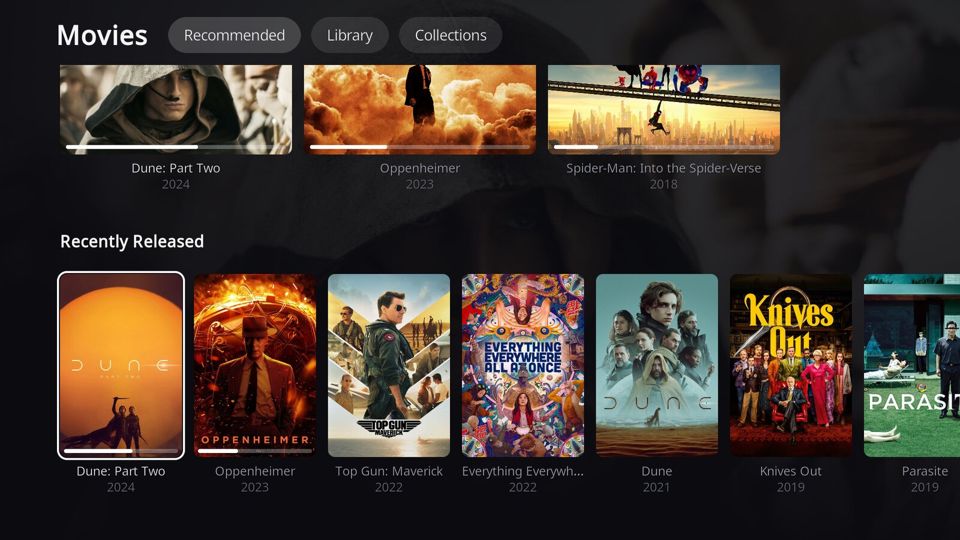 Movies
Recommended
Library
Collections
Dune: Part Two
2024
Oppenheimer
2023
Spider-Man: Into the Spider-Verse
2018
Recently Released
DUNE
PART TWO
OPPENHEIMER
TOP GUN
MAVERICK
EVERYTHING
EVERYWHERE
ALL AT ONCE
DUNE
Knives
Out
PARASIT
Dune: Part Two
2024
Oppenheimer
2023
Top Gun: Maverick
2022
Everything Everywh...
2022
Dune
2021
Knives Out
2019
Parasite
2019